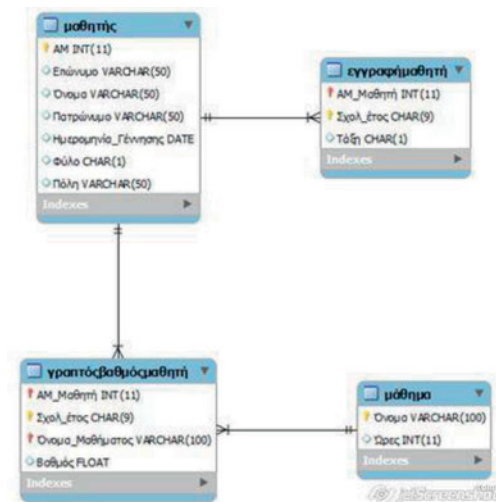 μαθητής
AM INT(11)
Επώνυμο VARCHAR(50)
Όνομα VARCHAR(50)
Πατρώνυμο VARCHAR(50)
Ημερομηνία_Γέννησης DATE
Φύλο CHAR(1)
Πόλη VARCHAR(50)
Indexes
εγγραφήμαθητή
AM_Μαθητή INT(11)
Σχολ_έτος CHAR(9)
Τάξη CHAR(1)
Indexes
γραπτόςβαθμόςμαθητή
AM_Μαθητή INT(11)
Σχολ_έτος CHAR(9)
Όνομα_Μαθήματος VARCHAR(100)
Βαθμός FLOAT
Indexes
μάθημα
Όνομα VARCHAR(100)
Ώρες INT(11)
Indexes